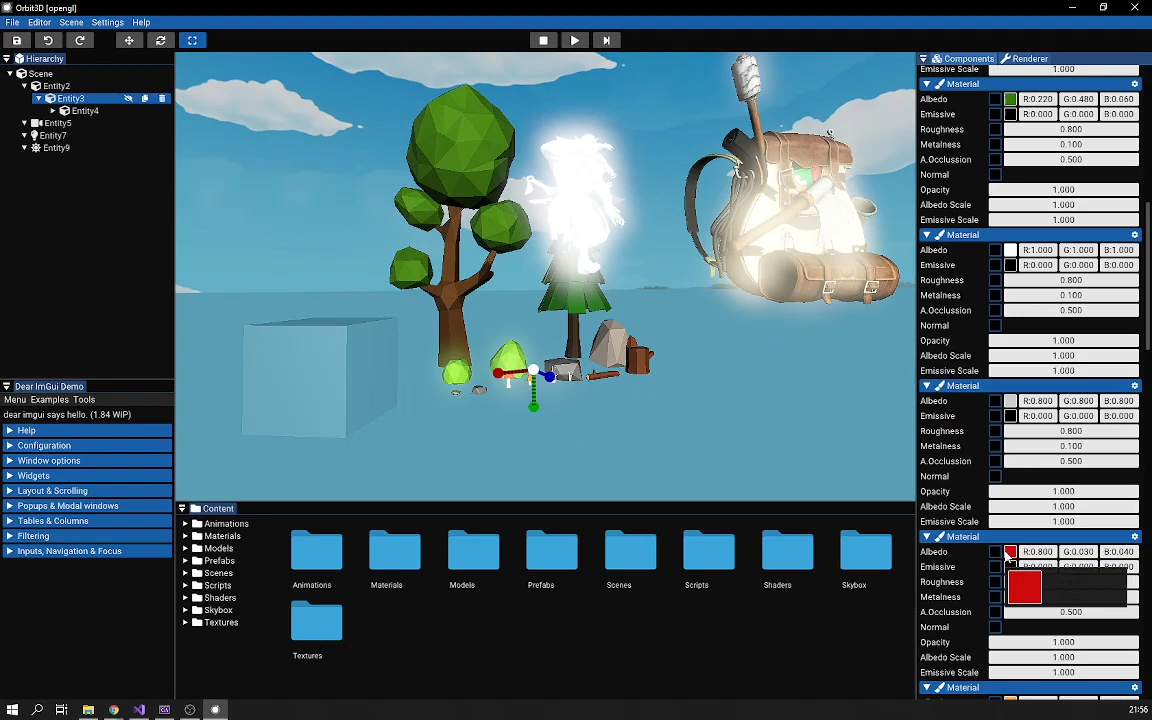 Orbit3D [opengl]
File Editor Scene Settings Help
Hierarchy
Scene
Entity2
Entity3
Entity4
Entity5
Entity7
Entity9
Dear ImGui Demo
Menu Examples Tools
dear imgui says hello. (1.84 WIP)
Help
Configuration
Window options
Widgets
Layout & Scrolling
Popups & Modal windows
Tables & Columns
Filtering
Inputs, Navigation & Focus
Content
Animations
Materials
Models
Prefabs
Scenes
Scripts
Shaders
Skybox
Textures
Animations Materials Models Prefabs Scenes Scripts Shaders Skybox
Textures
Components Renderer
Emissive Scale 1.000
Material
Albedo R:0.220 G:0.480 B:0.060
Emissive R:0.000 G:0.000 B:0.000
Roughness 0.800
Metalness 0.100
A.Occlussion 0.500
Normal
Opacity 1.000
Albedo Scale 1.000
Emissive Scale 1.000
Material
Albedo R:1.000 G:1.000 B:1.000
Emissive R:0.000 G:0.000 B:0.000
Roughness 0.800
Metalness 0.100
A.Occlussion 0.500
Normal
Opacity 1.000
Albedo Scale 1.000
Emissive Scale 1.000
Material
Albedo R:0.800 G:0.800 B:0.800
Emissive R:0.000 G:0.000 B:0.000
Roughness 0.800
Metalness 0.100
A.Occlussion 0.500
Normal
Opacity 1.000
Albedo Scale 1.000
Emissive Scale 1.000
Material
Albedo R:0.800 G:0.030 B:0.040
Emissive R:0.000 G:0.000 B:0.000
Roughness
Metalness
A.Occlussion 0.500
Normal
Opacity 1.000
Albedo Scale 1.000
Emissive Scale 1.000
Material
21:56